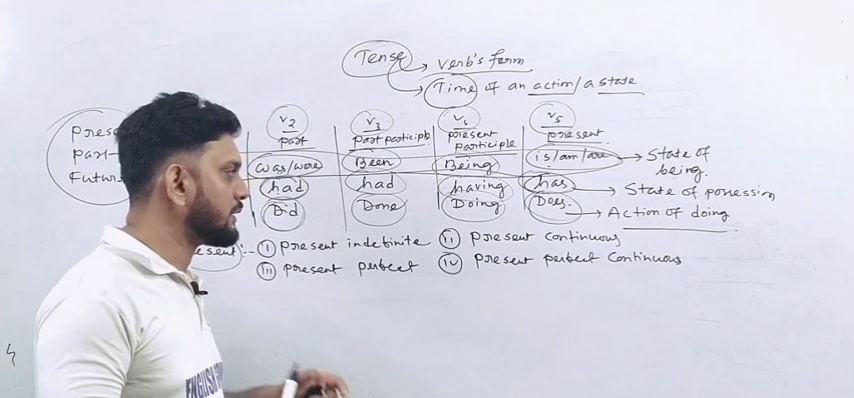 Tense → verb's form
→ Time of an action/a state
V2 V3 V4 V5
past past participle present participle present
was/were Been Being is/am/are → State of being.
had had having has → State of possession
Did Done Doing Does. → Action of doing
past
Future
(i) present indefinite (ii) present continuous
(iii) present perfect (iv) present perfect continuous